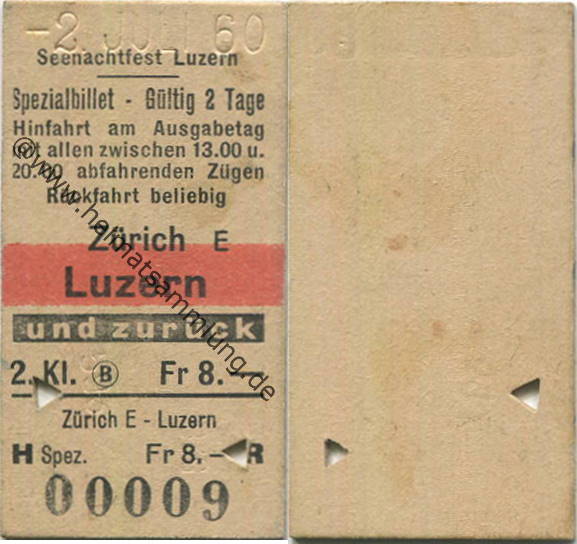 -2. JULI 60
Seenachtfest Luzern
Spezialbillet - Gültig 2 Tage
Hinfahrt am Ausgabetag
mit allen zwischen 13.00 u.
20.00 abfahrenden Zügen
Rückfahrt beliebig
Zürich E
Luzern
und zurück
2. Kl. B Fr 8.—
Zürich E - Luzern
H Spez. Fr 8.— R
00009
©www.heimatsammlung.de